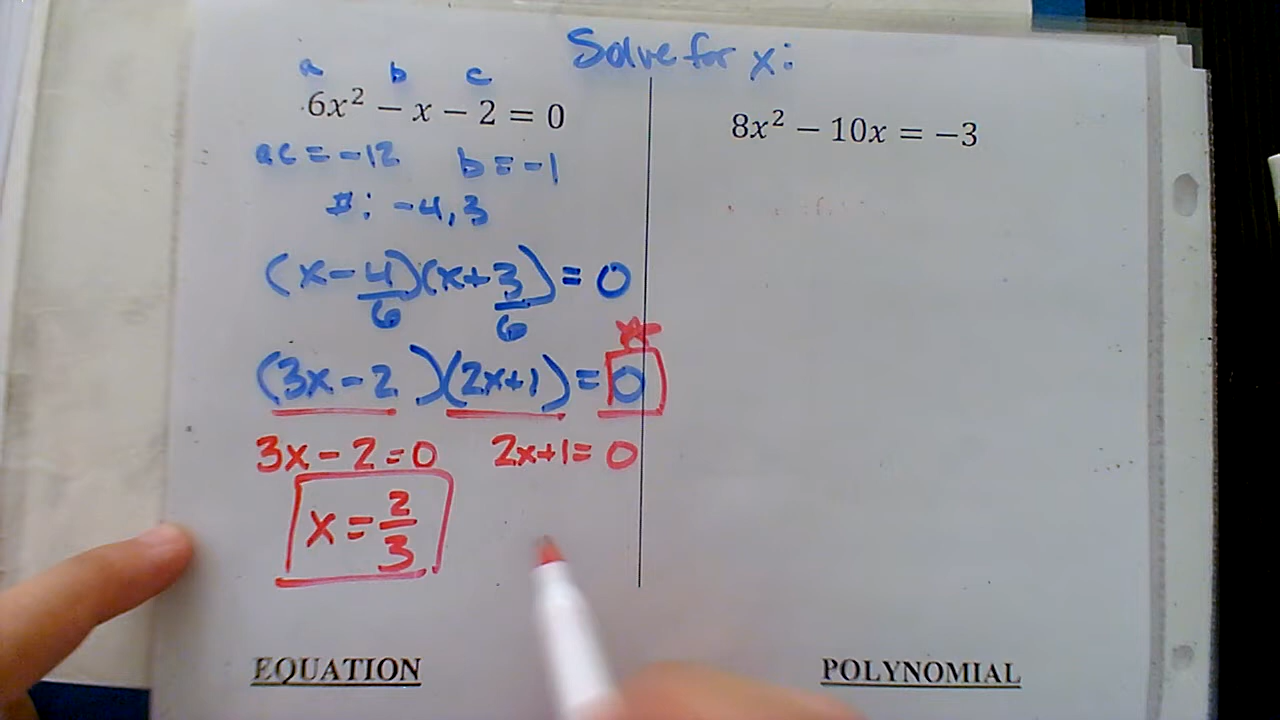 Solve for x:
a b c
6x² − x − 2 = 0
ac = -12 b = -1
#: -4, 3
(x - 4/6)(x + 3/6) = 0
(3x - 2)(2x+1) = 0
3x - 2 = 0 2x+1 = 0
x = 2/3
EQUATION
8x² − 10x = −3
POLYNOMIAL